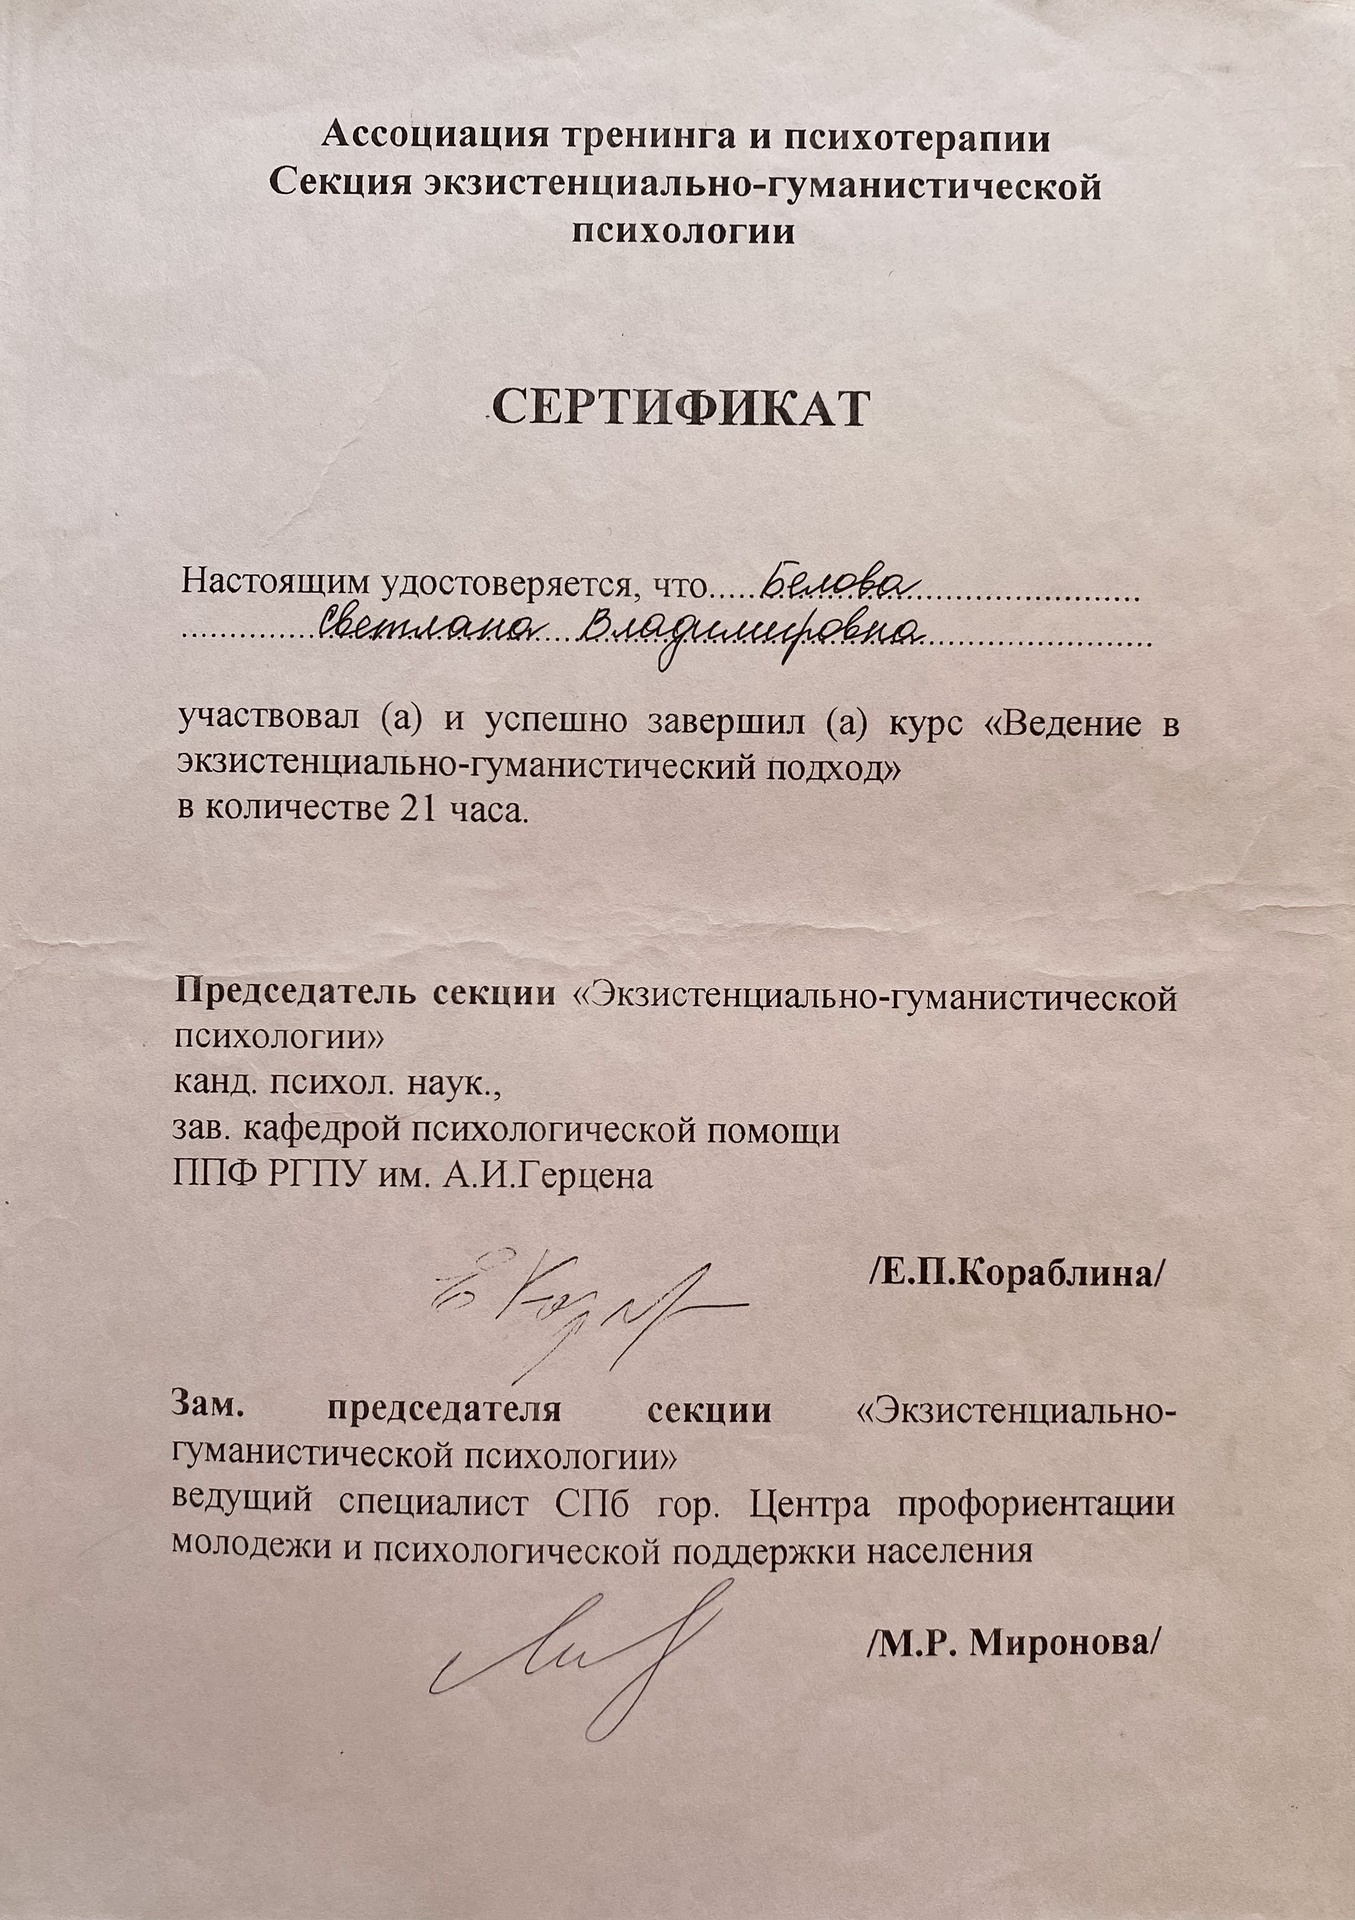 Ассоциация тренинга и психотерапии
Секция экзистенциально-гуманистической
психологии
СЕРТИФИКАТ
Настоящим удостоверяется, что.....Белова
Светлана Владимировна
участвовал (а) и успешно завершил (а) курс «Ведение в
экзистенциально-гуманистический подход»
в количестве 21 часа.
Председатель секции «Экзистенциально-гуманистической
психологии»
канд. психол. наук.,
зав. кафедрой психологической помощи
ППФ РГПУ им. А.И.Герцена
/Е.П.Кораблина/
Зам. председателя секции «Экзистенциально-
гуманистической психологии»
ведущий специалист СПб гор. Центра профориентации
молодежи и психологической поддержки населения
/М.Р. Миронова/